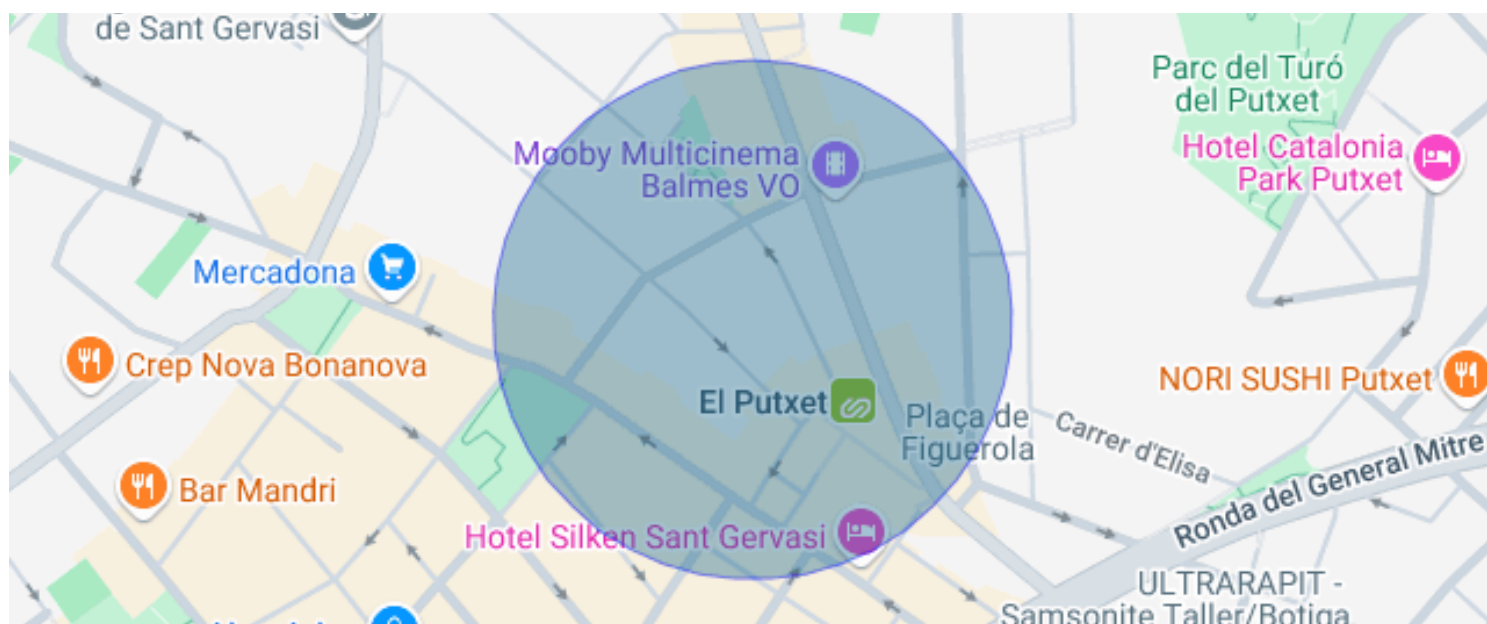 de Sant Gervasi
Parc del Turó
del Putxet
Mooby Multicinema
Balmes VO
Hotel Catalonia
Park Putxet
Mercadona
Crep Nova Bonanova
NORI SUSHI Putxet
El Putxet
Plaça de
Figuerola
Carrer d'Elisa
Ronda del General Mitre
Bar Mandri
Hotel Silken Sant Gervasi
ULTRARAPIT -
Samsonite Taller/Botiga